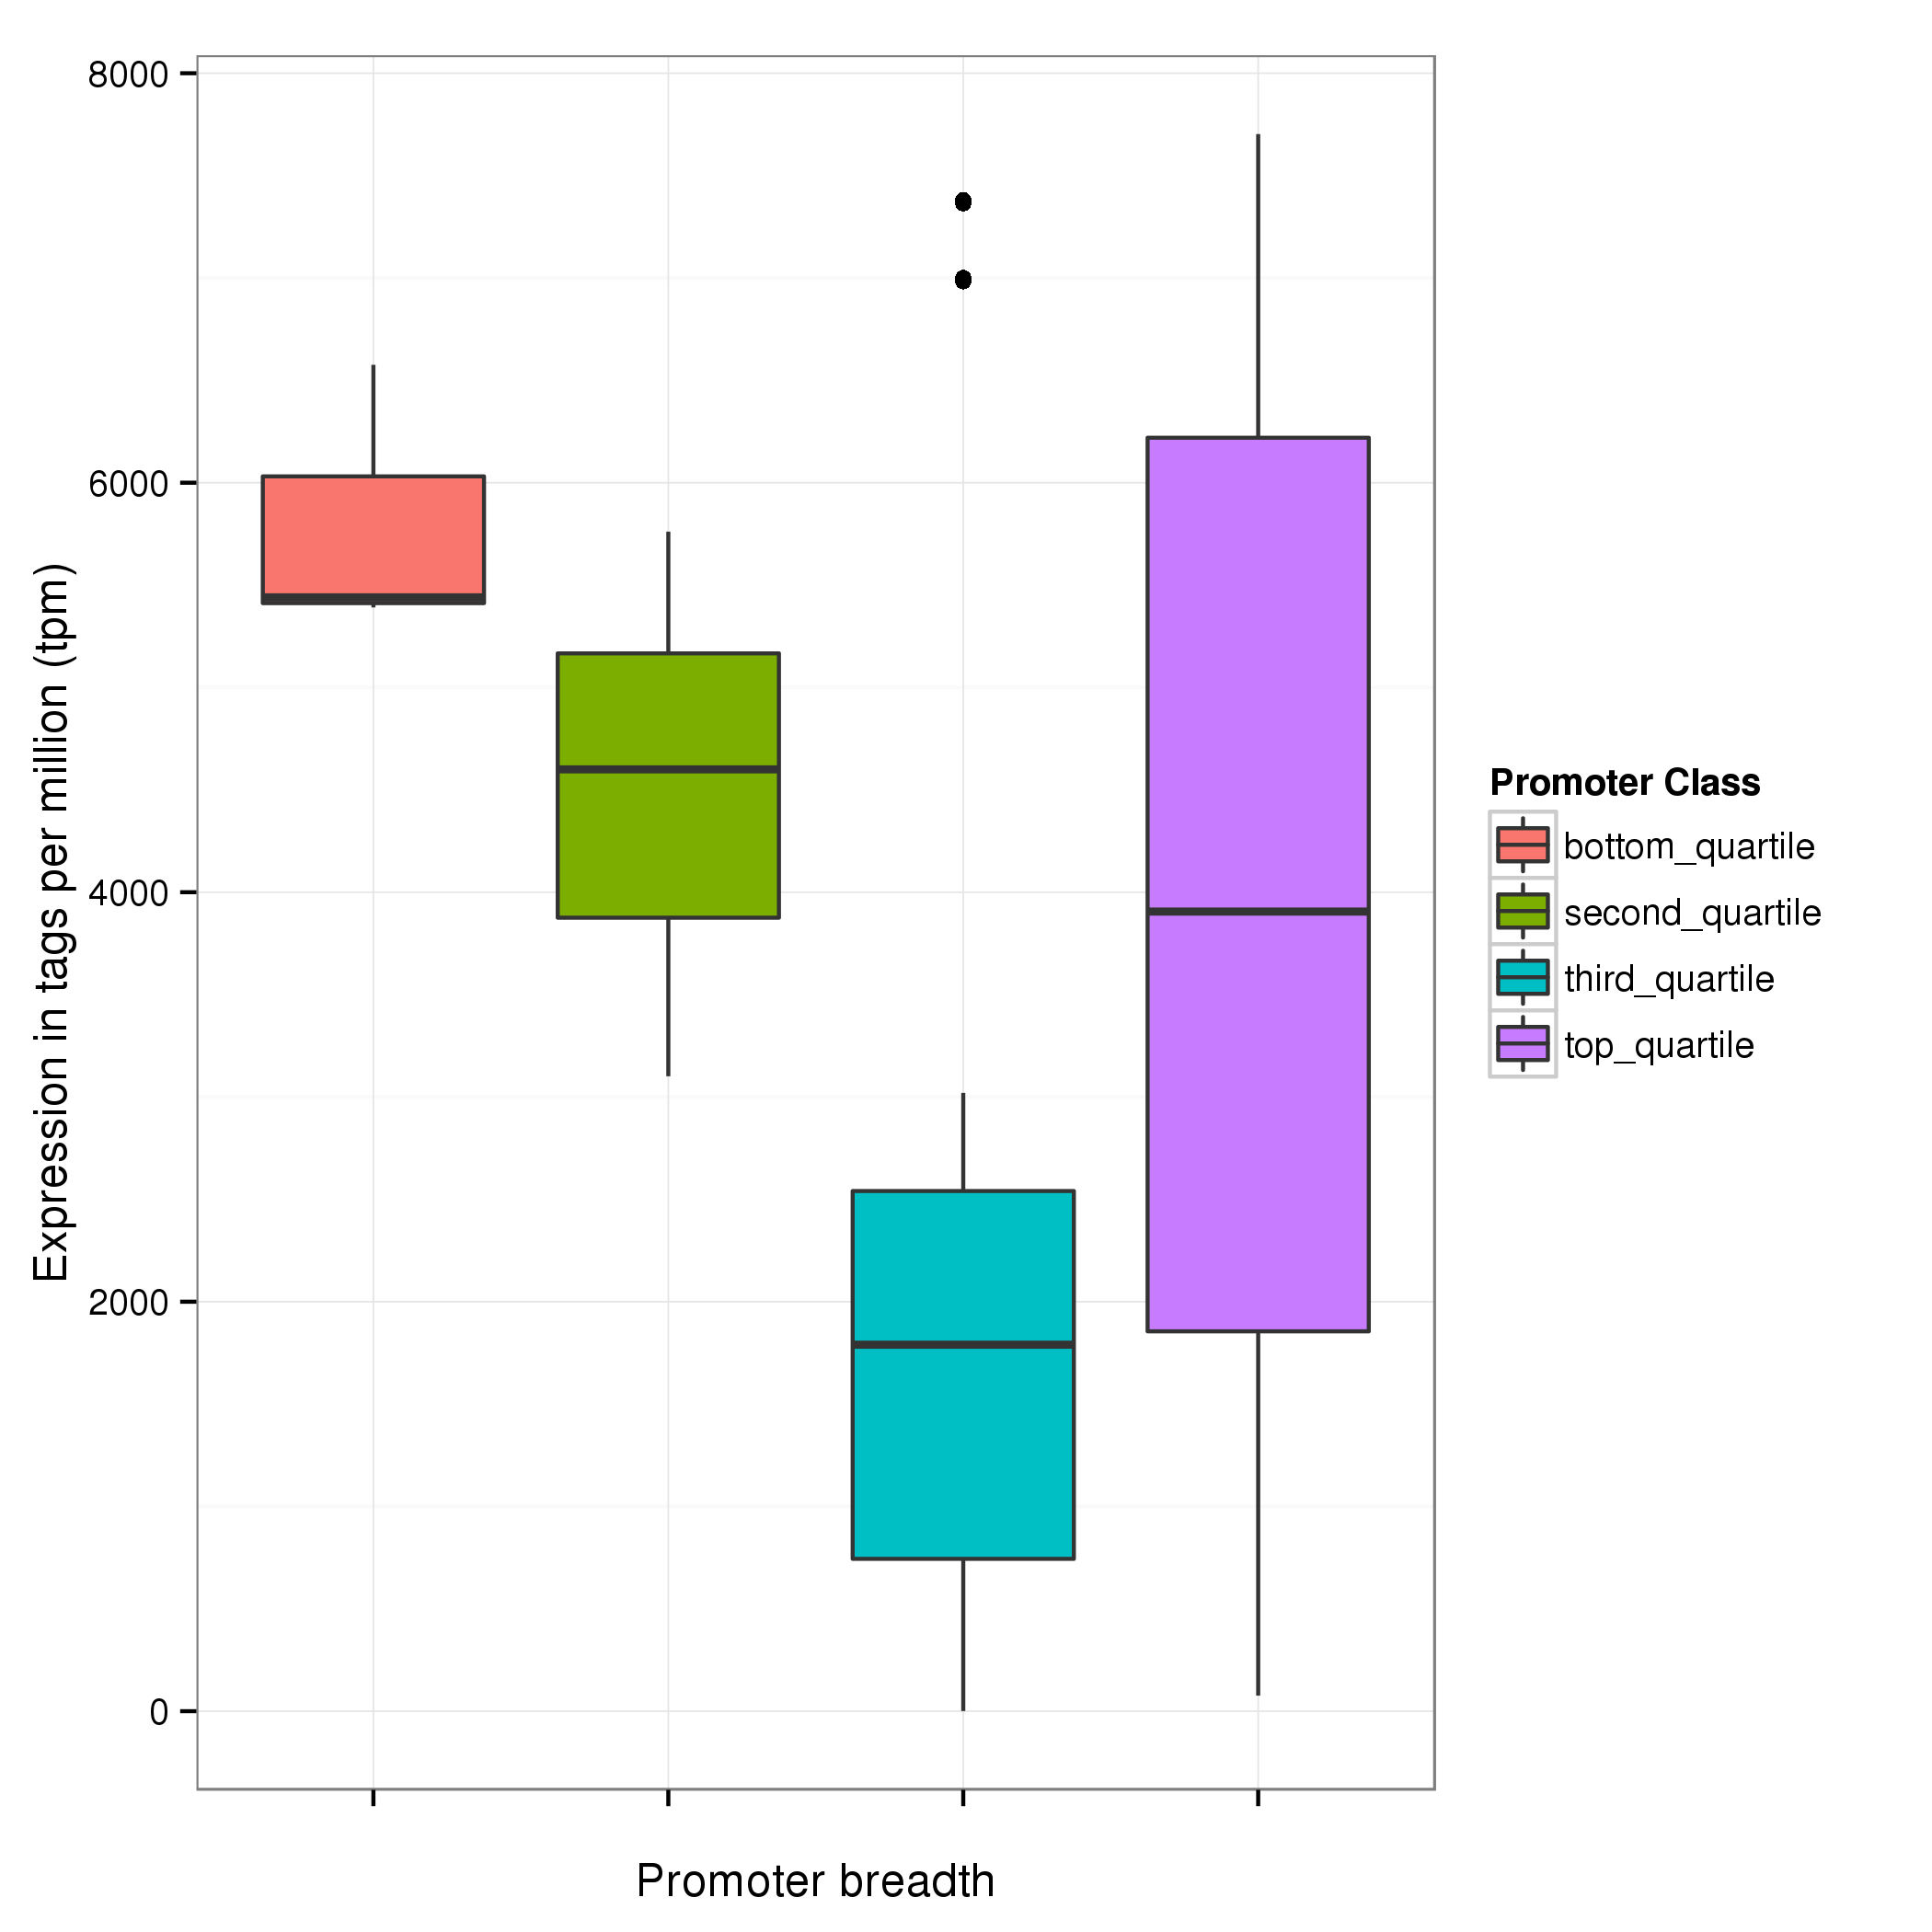 8000
6000
4000
2000
0
Expression in tags per million (tpm)
Promoter breadth
Promoter Class
bottom_quartile
second_quartile
third_quartile
top_quartile